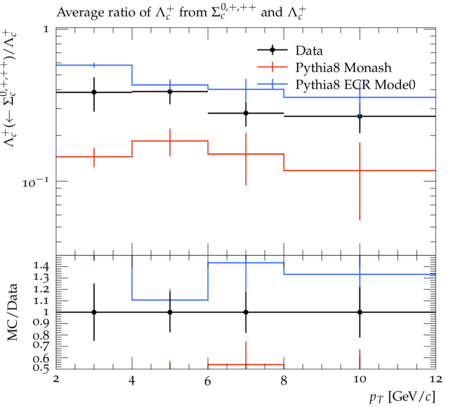 Average ratio of Λc+ from Σc0,+,++ and Λc+
Λc+(← Σc0,+,++)/Λc+
1
10−1
Data
Pythia8 Monash
Pythia8 ECR Mode0
MC/Data
1.4
1.3
1.2
1.1
1
0.9
0.8
0.7
0.6
0.5
2 4 6 8 10 12
pT [GeV/c]